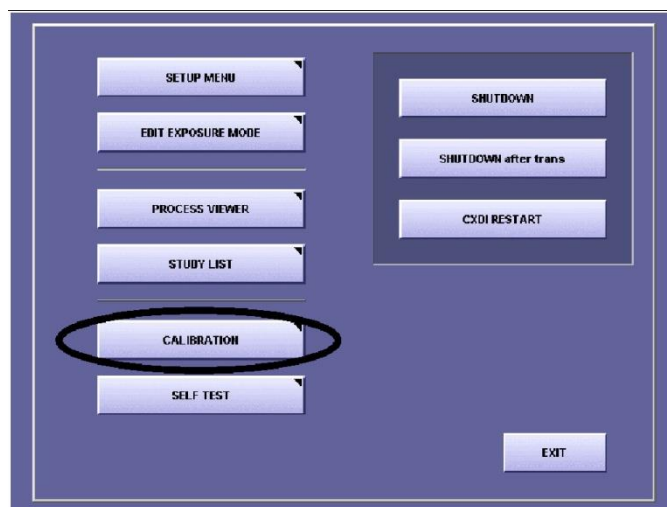 SETUP MENU
EDIT EXPOSURE MODE
PROCESS VIEWER
STUDY LIST
CALIBRATION
SELF TEST
SHUTDOWN
SHUTDOWN after trans
CXDI RESTART
EXIT